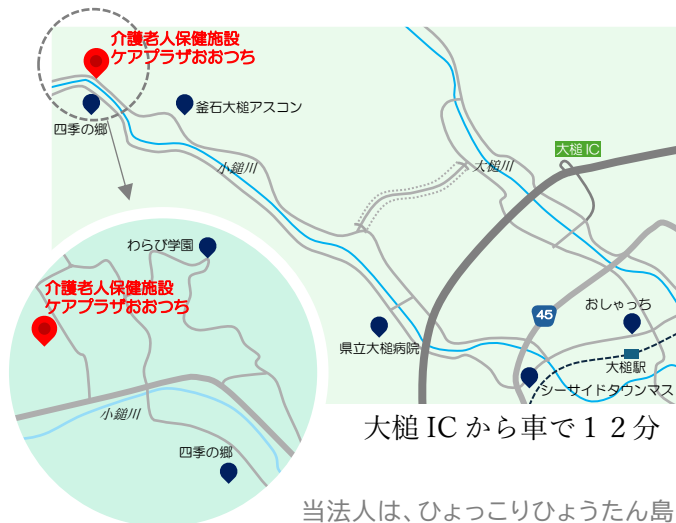 介護老人保健施設
ケアプラザおおつち
釜石大槌アスコン
四季の郷
小鎚川
大槌川
大槌 IC
わらび学園
介護老人保健施設
ケアプラザおおつち
45
おしゃっち
県立大槌病院
大槌駅
シーサイドタウンマス
小鎚川
四季の郷
大槌 IC から車で１２分
当法人は、ひょっこりひょうたん島